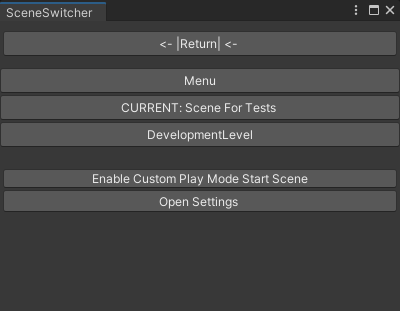 SceneSwitcher
<- |Return| <-
Menu
CURRENT: Scene For Tests
DevelopmentLevel
Enable Custom Play Mode Start Scene
Open Settings